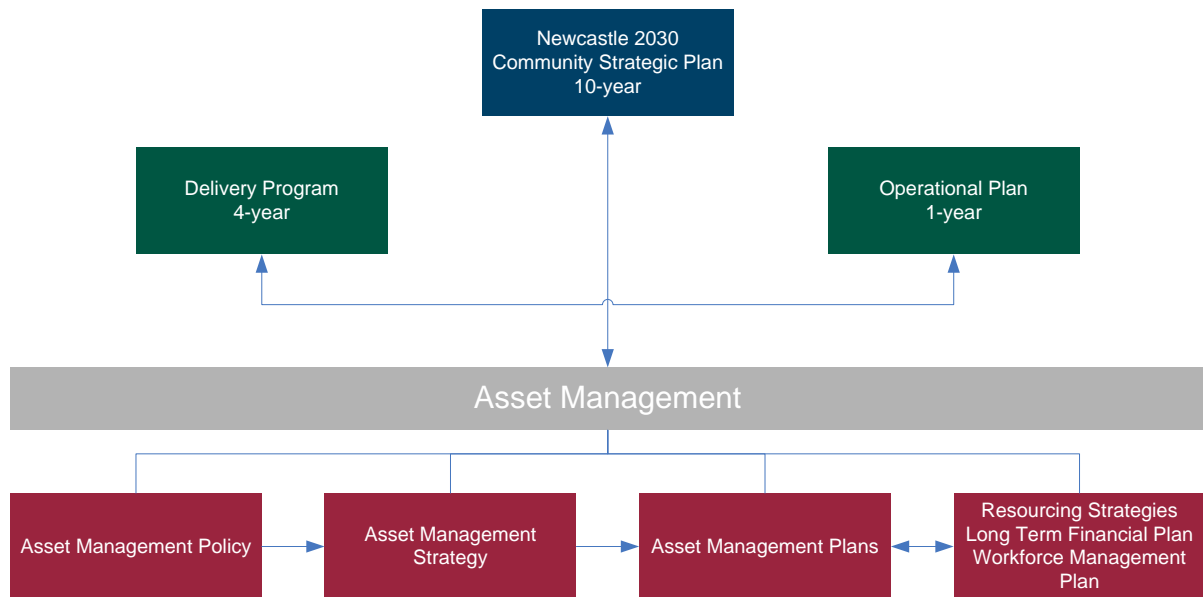 Newcastle 2030
Community Strategic Plan
10-year
Delivery Program
4-year
Operational Plan
1-year
Asset Management
Asset Management Policy
Asset Management
Strategy
Asset Management Plans
Resourcing Strategies
Long Term Financial Plan
Workforce Management
Plan